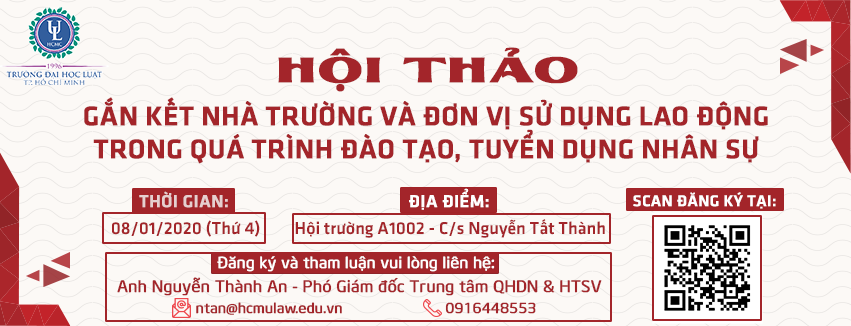 UL
HCMC
1996
TRƯỜNG ĐẠI HỌC LUẬT
TP. HỒ CHÍ MINH
HỘI THẢO
GẮN KẾT NHÀ TRƯỜNG VÀ ĐƠN VỊ SỬ DỤNG LAO ĐỘNG
TRONG QUÁ TRÌNH ĐÀO TẠO, TUYỂN DỤNG NHÂN SỰ
THỜI GIAN:
08/01/2020 (Thứ 4)
ĐỊA ĐIỂM:
Hội trường A1002 - C/s Nguyễn Tất Thành
SCAN ĐĂNG KÝ TẠI:
Đăng ký và tham luận vui lòng liên hệ:
Anh Nguyễn Thành An - Phó Giám đốc Trung tâm QHDN & HTSV
ntan@hcmulaw.edu.vn
0916448553